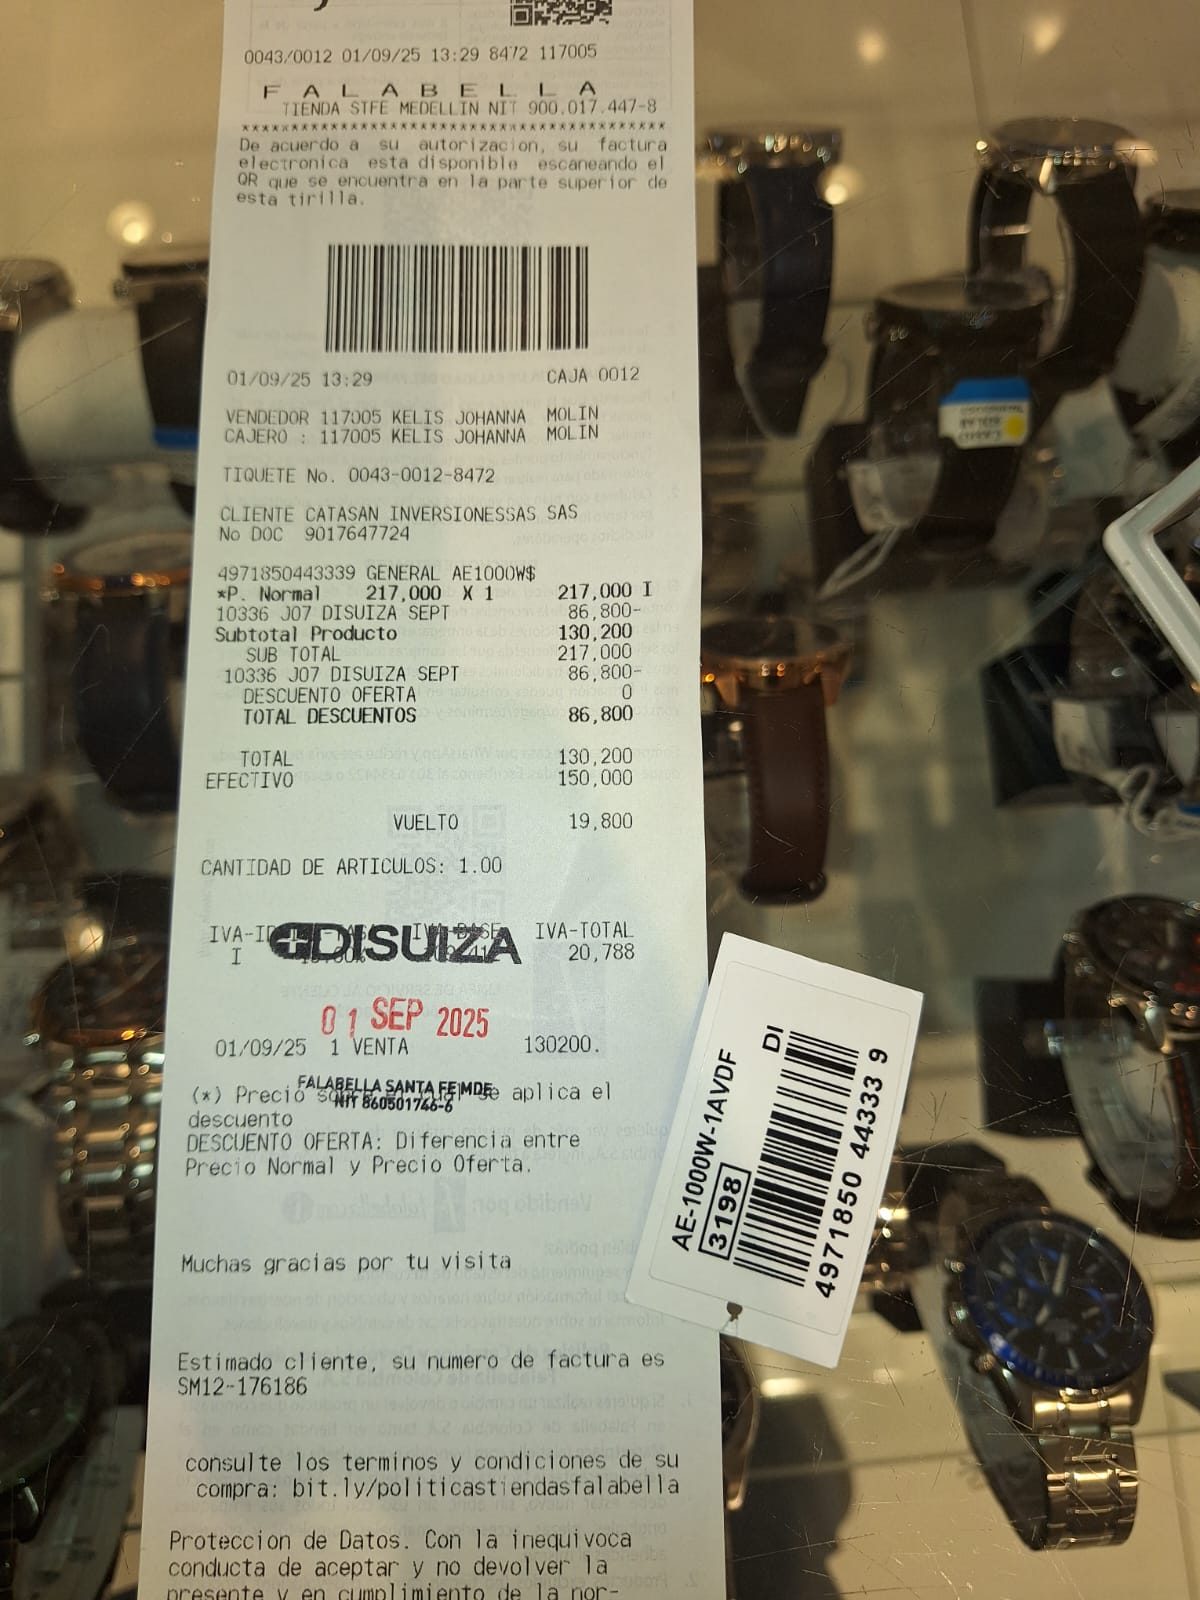 0043/0012 01/09/25 13:29 8472 117005
F A L A B E L L A
TIENDA STFE MEDELLIN NIT 900.017.447-8
****************************************
De acuerdo a su autorizacion, su factura
electronica esta disponible escaneando el
QR que se encuentra en la parte superior de
esta tirilla.
01/09/25 13:29 CAJA 0012
VENDEDOR 117005 KELIS JOHANNA MOLIN
CAJERO : 117005 KELIS JOHANNA MOLIN
TIQUETE No. 0043-0012-8472
CLIENTE CATASAN INVERSIONESSAS SAS
No DOC 9017647724
4971850443339 GENERAL AE1000W$
*P. Normal 217,000 X 1 217,000 I
10336 J07 DISUIZA SEPT 86,800-
Subtotal Producto 130,200
SUB TOTAL 217,000
10336 J07 DISUIZA SEPT 86,800-
DESCUENTO OFERTA 0
TOTAL DESCUENTOS 86,800
TOTAL 130,200
EFECTIVO 150,000
VUELTO 19,800
CANTIDAD DE ARTICULOS: 1.00
IVA-TOTAL
I 20,788
DISUIZA
01 SEP 2025
01/09/25 1 VENTA 130200.
FALABELLA SANTA FE MDE
NIT 860501746-6
(*) Precio se aplica el
descuento
DESCUENTO OFERTA: Diferencia entre
Precio Normal y Precio Oferta.
Muchas gracias por tu visita
Estimado cliente, su numero de factura es
SM12-176186
consulte los terminos y condiciones de su
compra: bit.ly/politicastiendasfalabella
Proteccion de Datos. Con la inequivoca
conducta de aceptar y no devolver la
presente y en cumplimiento de la nor-
AE-1000W-1AVDF
3198
DI
4971850 44333 9